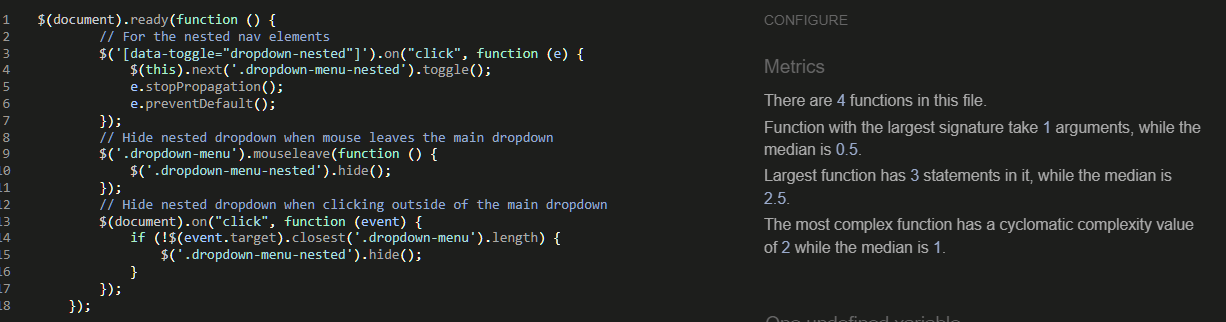 1 $(document).ready(function () {
2 // For the nested nav elements
3 $('[data-toggle="dropdown-nested"]').on("click", function (e) {
4 $(this).next('.dropdown-menu-nested').toggle();
5 e.stopPropagation();
6 e.preventDefault();
7 });
8 // Hide nested dropdown when mouse leaves the main dropdown
9 $('.dropdown-menu').mouseleave(function () {
10 $('.dropdown-menu-nested').hide();
11 });
12 // Hide nested dropdown when clicking outside of the main dropdown
13 $(document).on("click", function (event) {
14 if (!$(event.target).closest('.dropdown-menu').length) {
15 $('.dropdown-menu-nested').hide();
16 }
17 });
18 });
CONFIGURE
Metrics
There are 4 functions in this file.
Function with the largest signature take 1 arguments, while the
median is 0.5.
Largest function has 3 statements in it, while the median is
2.5.
The most complex function has a cyclomatic complexity value
of 2 while the median is 1.
One undefined variable